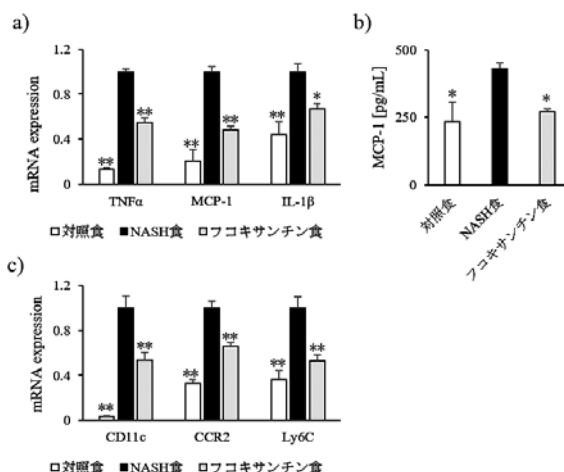 a)
mRNA expression
1.2
0.8
0.4
0
**
**
**
**
**
*
TNFα MCP-1 IL-1β
□対照食 ■NASH食 □フコキサンチン食
b)
MCP-1 [pg/mL]
500
250
0
*
*
対照食
NASH食
フコキサンチン食
c)
mRNA expression
1.2
0.8
0.4
0
**
**
**
**
**
**
CD11c CCR2 Ly6C
□対照食 ■NASH食 □フコキサンチン食